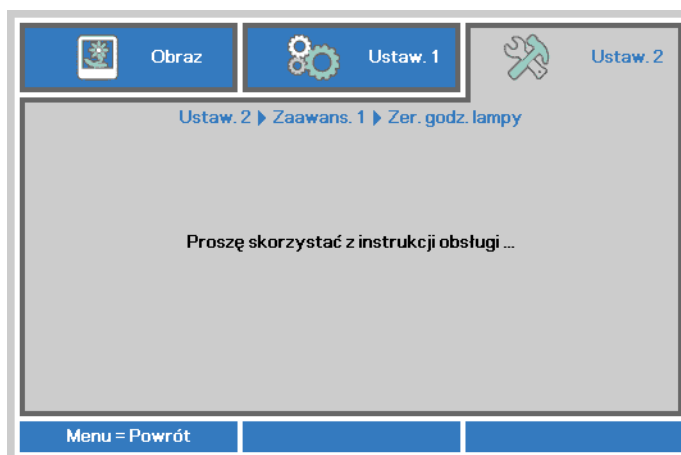 Obraz
Ustaw. 1
Ustaw. 2
Ustaw. 2 Zaawans. 1 Zer. godz. lampy
Proszę skorzystać z instrukcji obsługi ...
Menu = Powrót